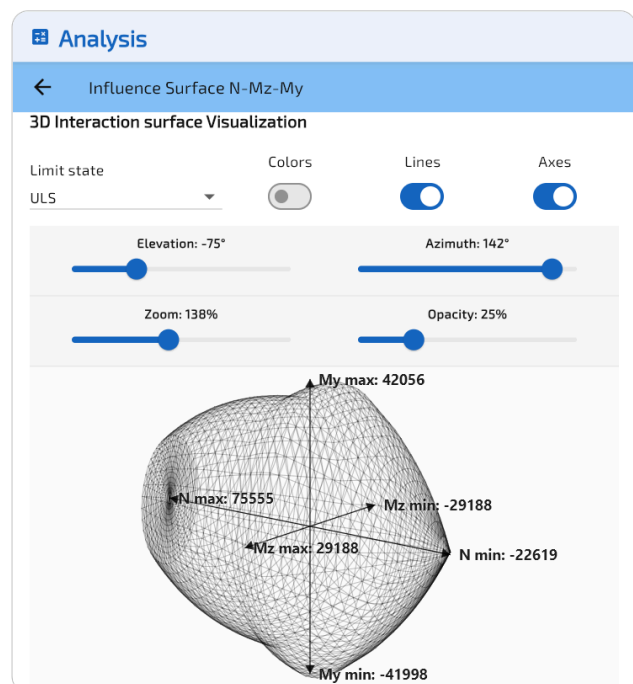 Analysis
Influence Surface N-Mz-My
3D Interaction surface Visualization
Limit state
ULS
Colors
Lines
Axes
Elevation: -75°
Azimuth: 142°
Zoom: 138%
Opacity: 25%
My max: 42056
N max: 75555
Mz min: -29188
Mz max: 29188
N min: -22619
My min: -41998